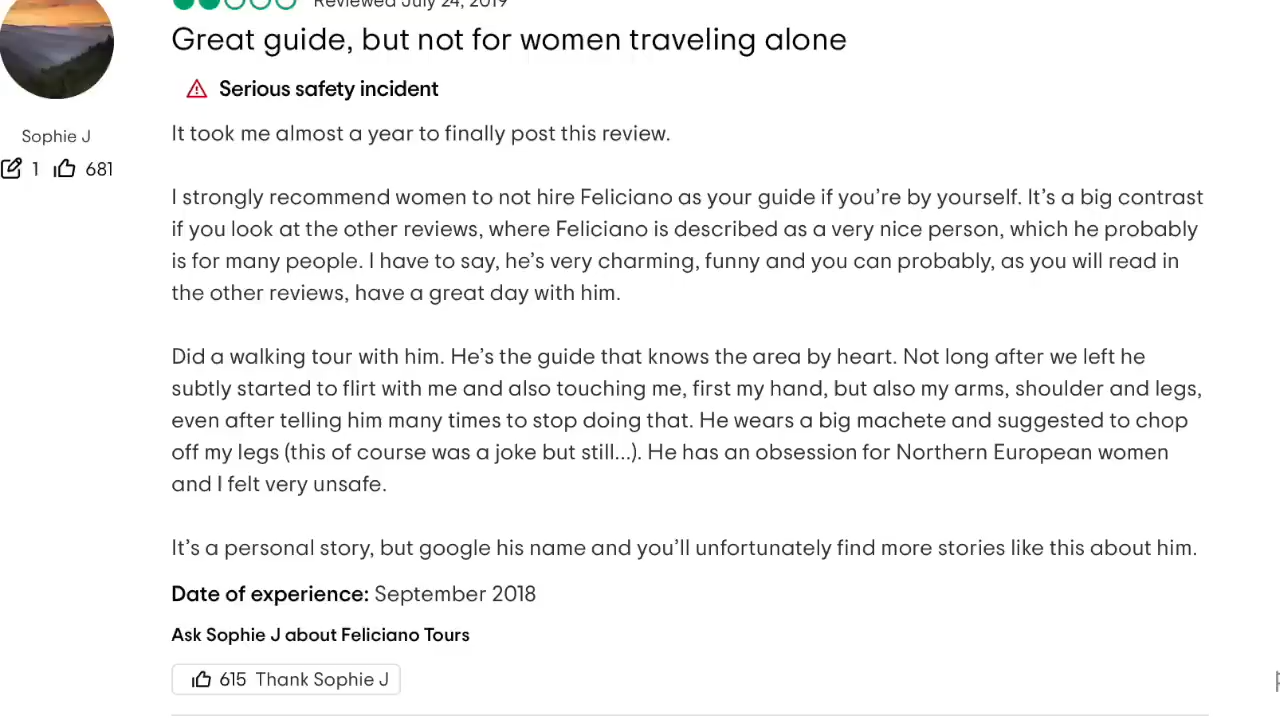 Reviewed July 24, 2019
Great guide, but not for women traveling alone
Serious safety incident
Sophie J
1 681
It took me almost a year to finally post this review.
I strongly recommend women to not hire Feliciano as your guide if you’re by yourself. It’s a big contrast
if you look at the other reviews, where Feliciano is described as a very nice person, which he probably
is for many people. I have to say, he’s very charming, funny and you can probably, as you will read in
the other reviews, have a great day with him.
Did a walking tour with him. He’s the guide that knows the area by heart. Not long after we left he
subtly started to flirt with me and also touching me, first my hand, but also my arms, shoulder and legs,
even after telling him many times to stop doing that. He wears a big machete and suggested to chop
off my legs (this of course was a joke but still...). He has an obsession for Northern European women
and I felt very unsafe.
It’s a personal story, but google his name and you’ll unfortunately find more stories like this about him.
Date of experience: September 2018
Ask Sophie J about Feliciano Tours
615 Thank Sophie J